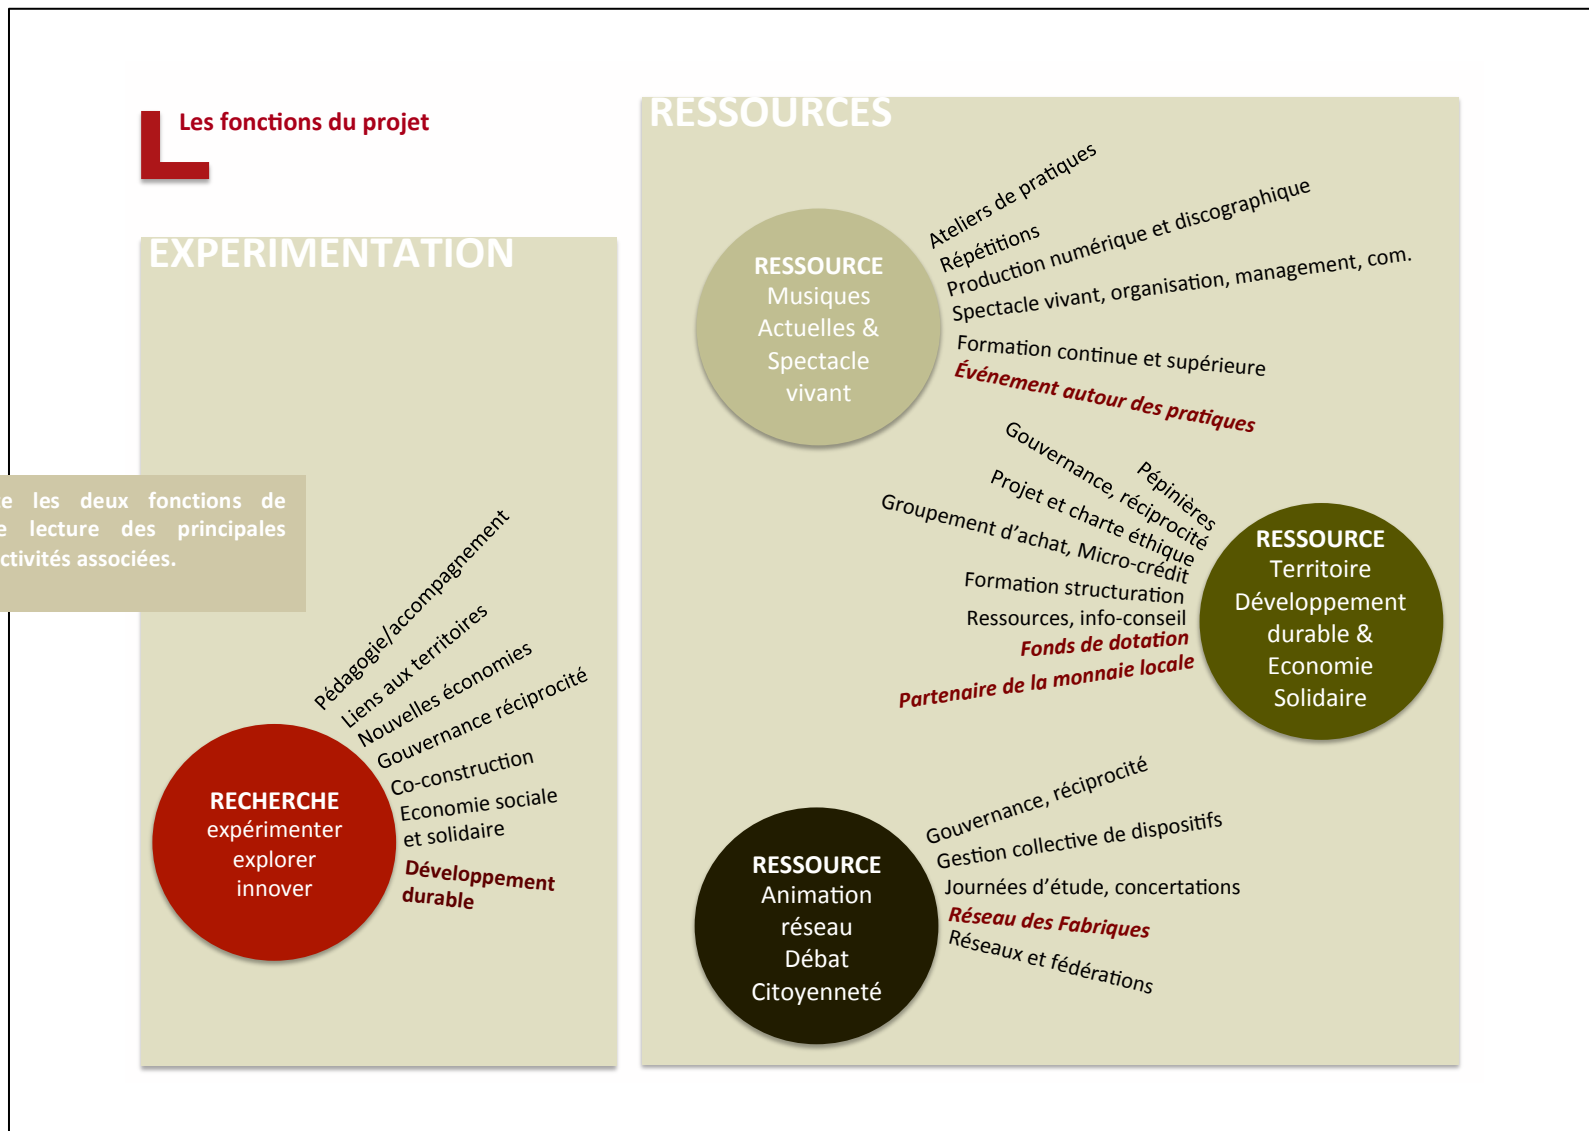 Les fonctions du projet
EXPERIMENTATION
les deux fonctions de
lecture des principales
ctivités associées.
Pédagogie/accompagnement
Liens aux territoires
Nouvelles économies
Gouvernance réciprocité
Co-construction
Economie sociale
et solidaire
Développement
durable
RECHERCHE
expérimenter
explorer
innover
RESSOURCES
RESSOURCE
Musiques
Actuelles &
Spectacle
vivant
Ateliers de pratiques
Répétitions
Production numérique et discographique
Spectacle vivant, organisation, management, com.
Formation continue et supérieure
Événement autour des pratiques
Pépinières
Gouvernance, réciprocité
Projet et charte éthique
Groupement d’achat, Micro-crédit
Formation structuration
Ressources, info-conseil
Fonds de dotation
Partenaire de la monnaie locale
RESSOURCE
Territoire
Développement
durable &
Economie
Solidaire
RESSOURCE
Animation
réseau
Débat
Citoyenneté
Gouvernance, réciprocité
Gestion collective de dispositifs
Journées d’étude, concertations
Réseau des Fabriques
Réseaux et fédérations